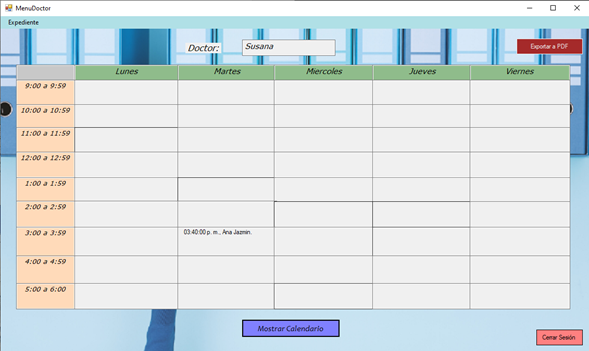 MenuDoctor
Expediente
Doctor: Susana Exportar a PDF
Lunes Martes Miercoles Jueves Viernes
9:00 a 9:59
10:00 a 10:59
11:00 a 11:59
12:00 a 12:59
1:00 a 1:59
2:00 a 2:59
3:00 a 3:59 03:40:00 p. m., Ana Jazmin.
4:00 a 4:59
5:00 a 6:00
Mostrar Calendario
Cerrar Sesión